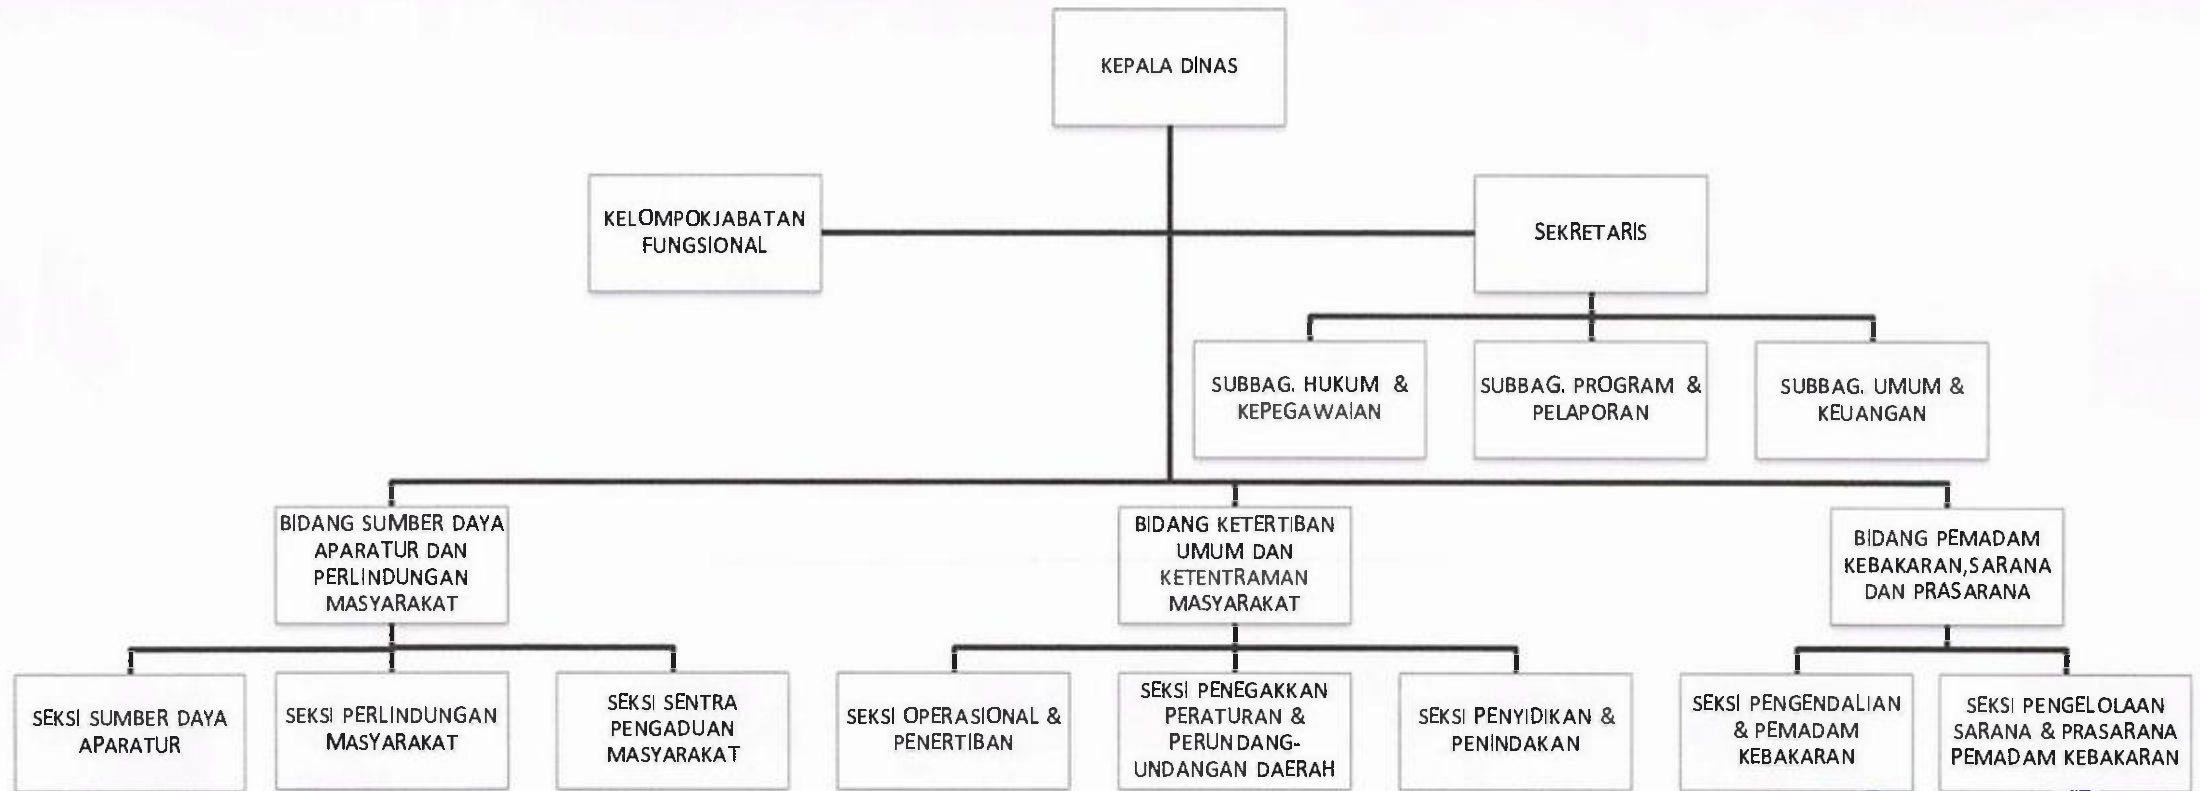 KEPALA DINAS
KELOMPOKJABATAN
FUNGSIONAL
SEKRETARIS
SUBBAG. HUKUM &
KEPEGAWAIAN
SUBBAG. PROGRAM &
PELAPORAN
SUBBAG. UMUM &
KEUANGAN
BIDANG SUMBER DAYA
APARATUR DAN
PERLINDUNGAN
MASYARAKAT
BIDANG KETERTIBAN
UMUM DAN
KETENTRAMAN
MASYARAKAT
BIDANG PEMADAM
KEBAKARAN,SARANA
DAN PRASARANA
SEKSI SUMBER DAYA
APARATUR
SEKSI PERLINDUNGAN
MASYARAKAT
SEKSI SENTRA
PENGADUAN
MASYARAKAT
SEKSI OPERASIONAL &
PENERTIBAN
SEKSI PENEGAKKAN
PERATURAN &
PERUNDANG-
UNDANGAN DAERAH
SEKSI PENYIDIKAN &
PENINDAKAN
SEKSI PENGENDALIAN
& PEMADAM
KEBAKARAN
SEKSI PENGELOLAAN
SARANA & PRASARANA
PEMADAM KEBAKARAN